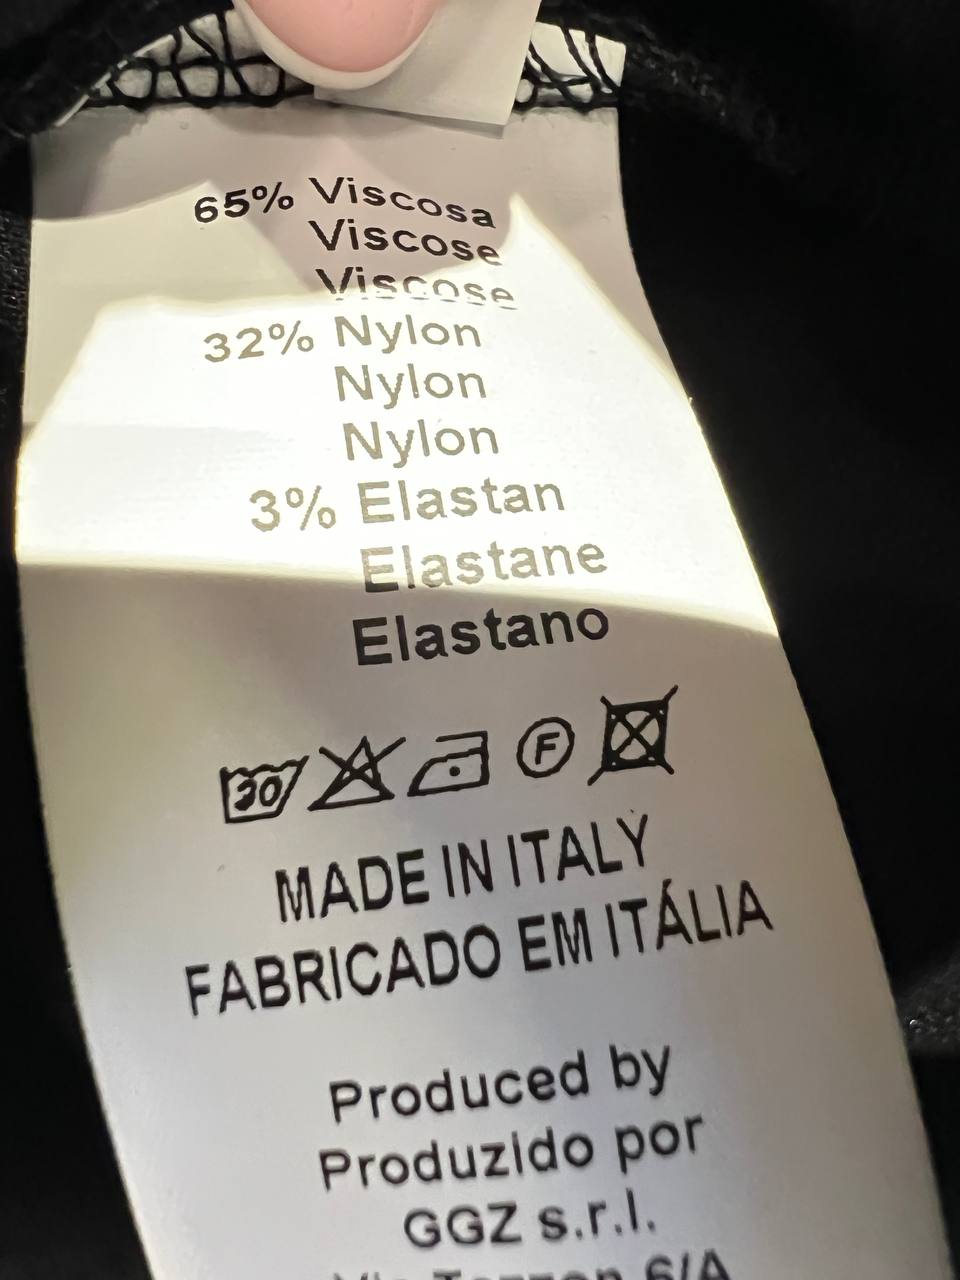 65% Viscosa
Viscose
Viscose
32% Nylon
Nylon
Nylon
3% Elastan
Elastane
Elastano
30 F
MADE IN ITALY
FABRICADO EM ITÁLIA
Produced by
Produzido por
GGZ s.r.l.
6/A